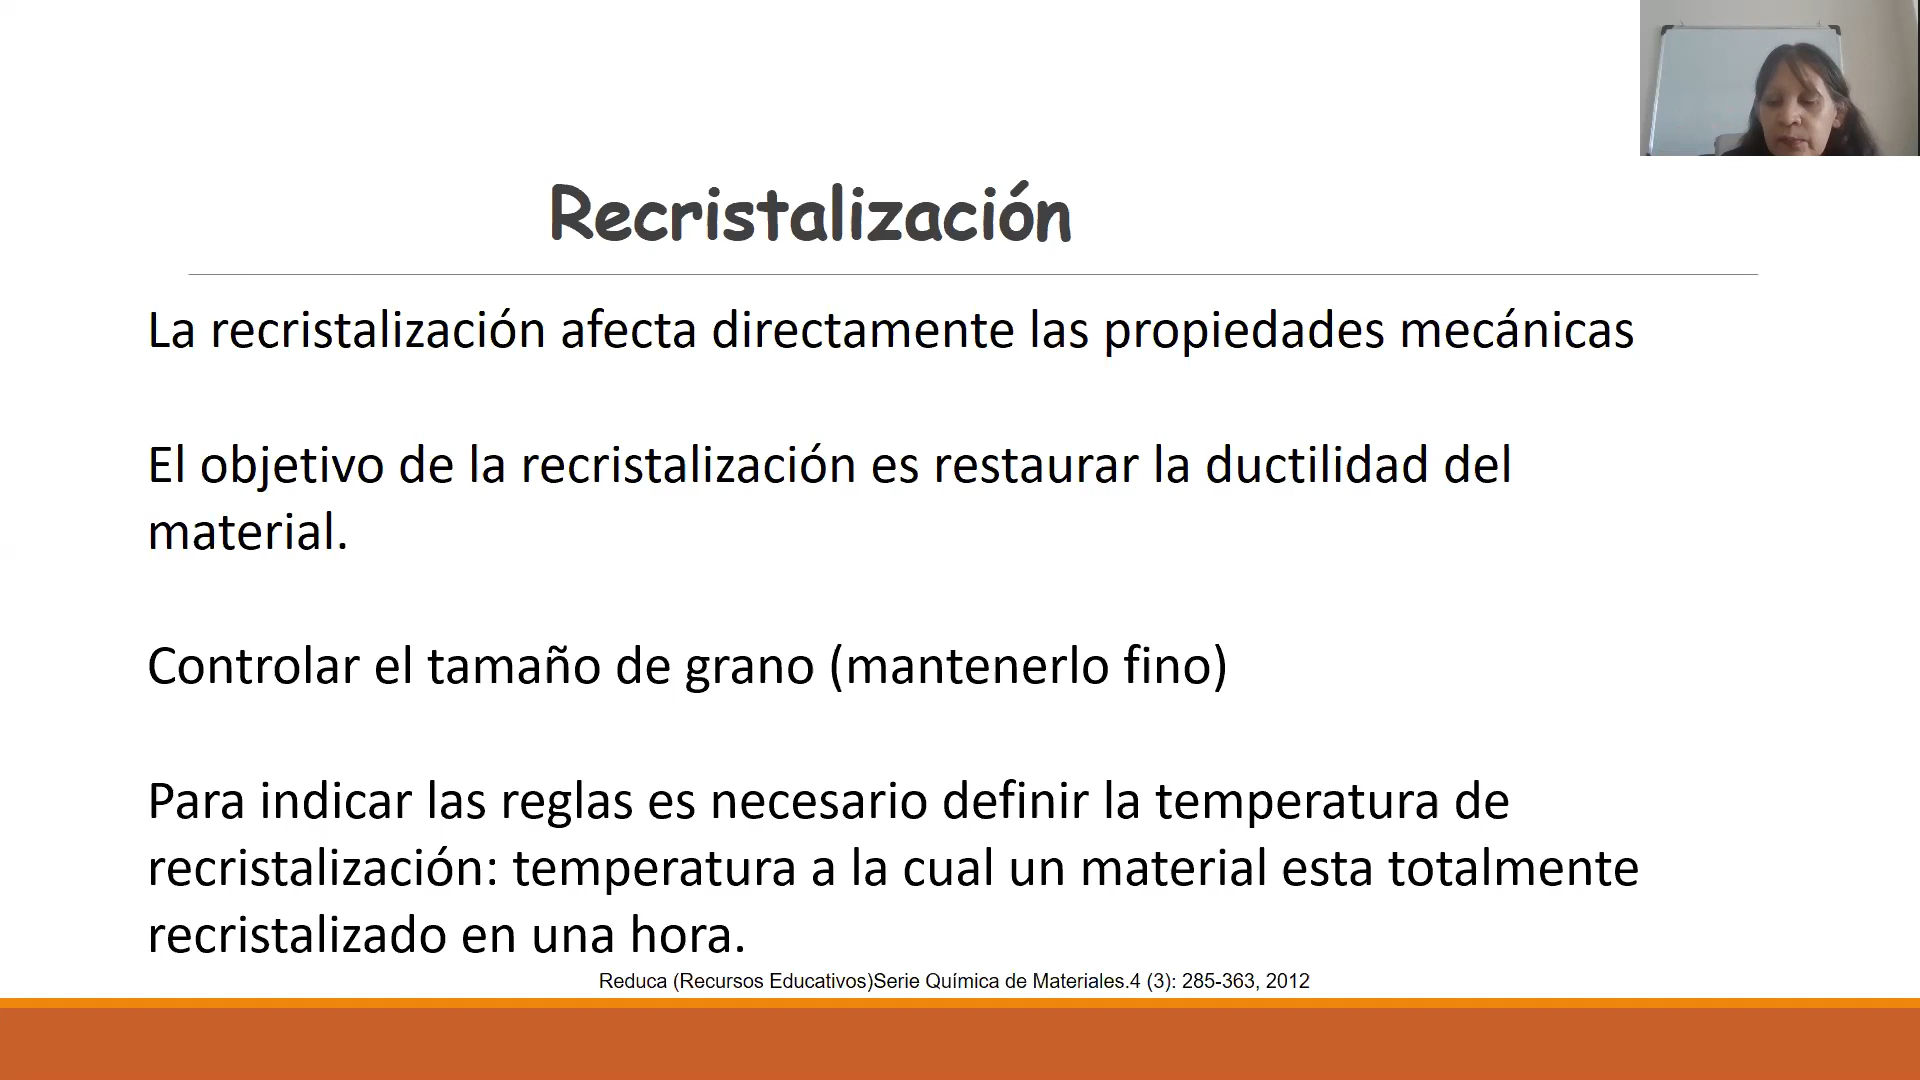 Recristalización
La recristalización afecta directamente las propiedades mecánicas
El objetivo de la recristalización es restaurar la ductilidad del
material.
Controlar el tamaño de grano (mantenerlo fino)
Para indicar las reglas es necesario definir la temperatura de
recristalización: temperatura a la cual un material esta totalmente
recristalizado en una hora.
Reduca (Recursos Educativos)Serie Química de Materiales.4 (3): 285-363, 2012